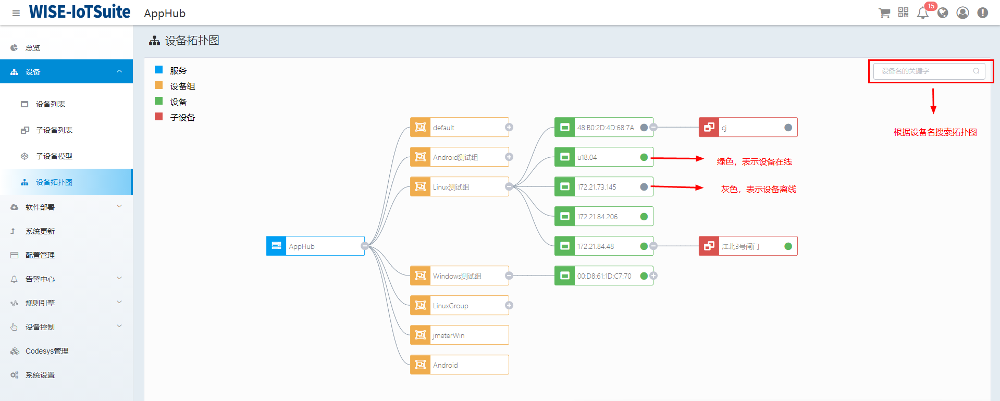 WISE-IoTSuite AppHub 15
总览
设备
设备列表
子设备列表
子设备模型
设备拓扑图
软件部署
系统更新
配置管理
告警中心
规则引擎
设备控制
Codesys管理
系统设置
设备拓扑图
服务
设备组
设备
子设备
设备名的关键字
根据设备名搜索拓扑图
AppHub
default
Android测试组
Linux测试组
Windows测试组
LinuxGroup
jmeterWin
Android
48:B0:2D:4D:68:7A
u18.04
172.21.73.145
172.21.84.206
172.21.84.48
00:D8:61:1D:C7:70
cj
江北3号闸门
绿色，表示设备在线
灰色，表示设备离线